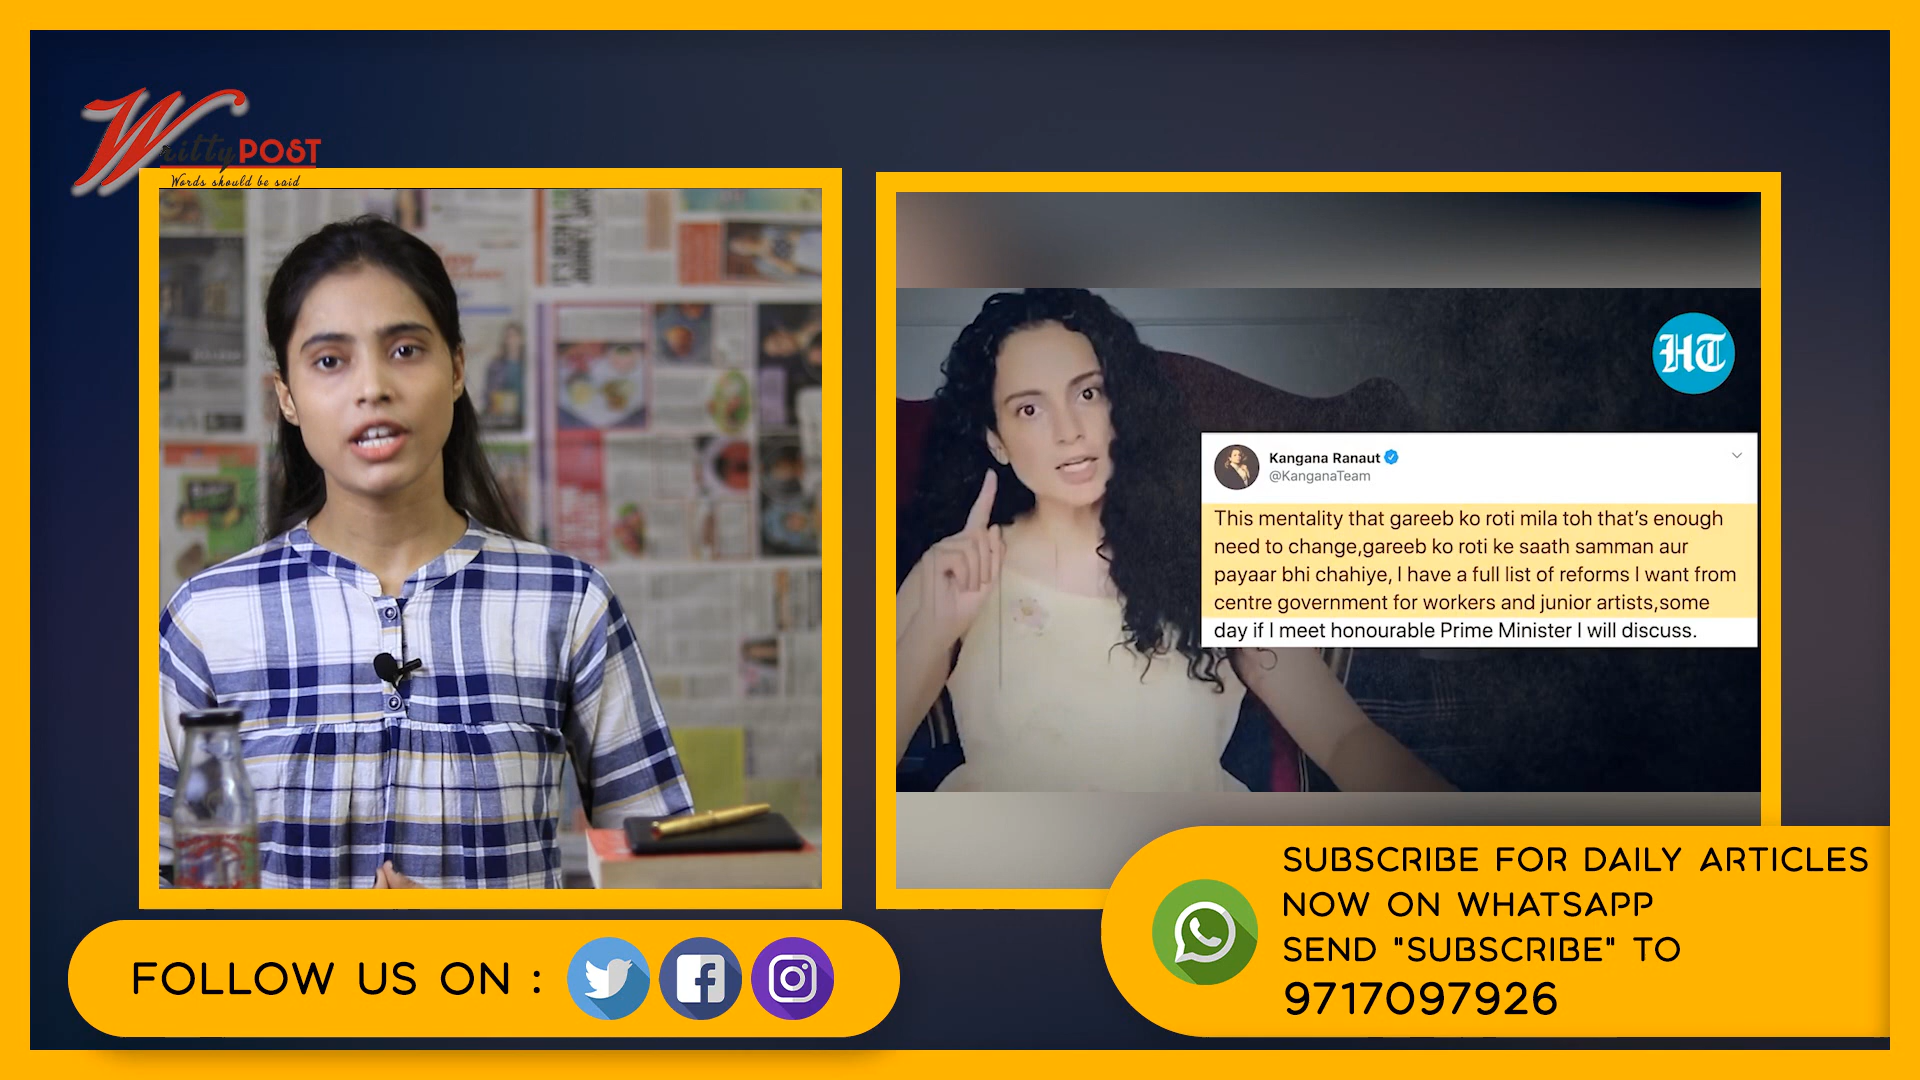 WrittyPOST
Words should be said
HT
Kangana Ranaut
@KanganaTeam
This mentality that gareeb ko roti mila toh that's enough
need to change,gareeb ko roti ke saath samman aur
payaar bhi chahiye, I have a full list of reforms I want from
centre government for workers and junior artists,some
day if I meet honourable Prime Minister I will discuss.
FOLLOW US ON :
SUBSCRIBE FOR DAILY ARTICLES
NOW ON WHATSAPP
SEND "SUBSCRIBE" TO
9717097926